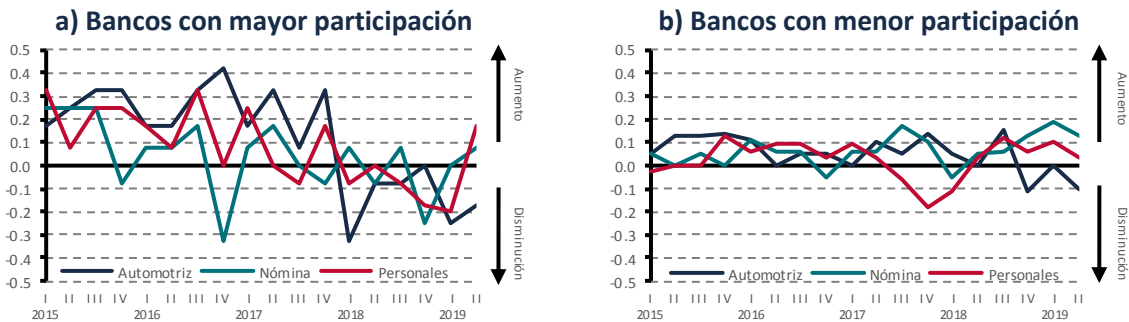 a) Bancos con mayor participación
0.5
0.4
0.3
0.2
0.1
0.0
-0.1
-0.2
-0.3
-0.4
-0.5
Aumento
Disminución
Automotriz Nómina Personales
I II III IV I II III IV I II III IV I II III IV I II
2015 2016 2017 2018 2019
b) Bancos con menor participación
0.5
0.4
0.3
0.2
0.1
0.0
-0.1
-0.2
-0.3
-0.4
-0.5
Aumento
Disminución
Automotriz Nómina Personales
I II III IV I II III IV I II III IV I II III IV I II
2015 2016 2017 2018 2019